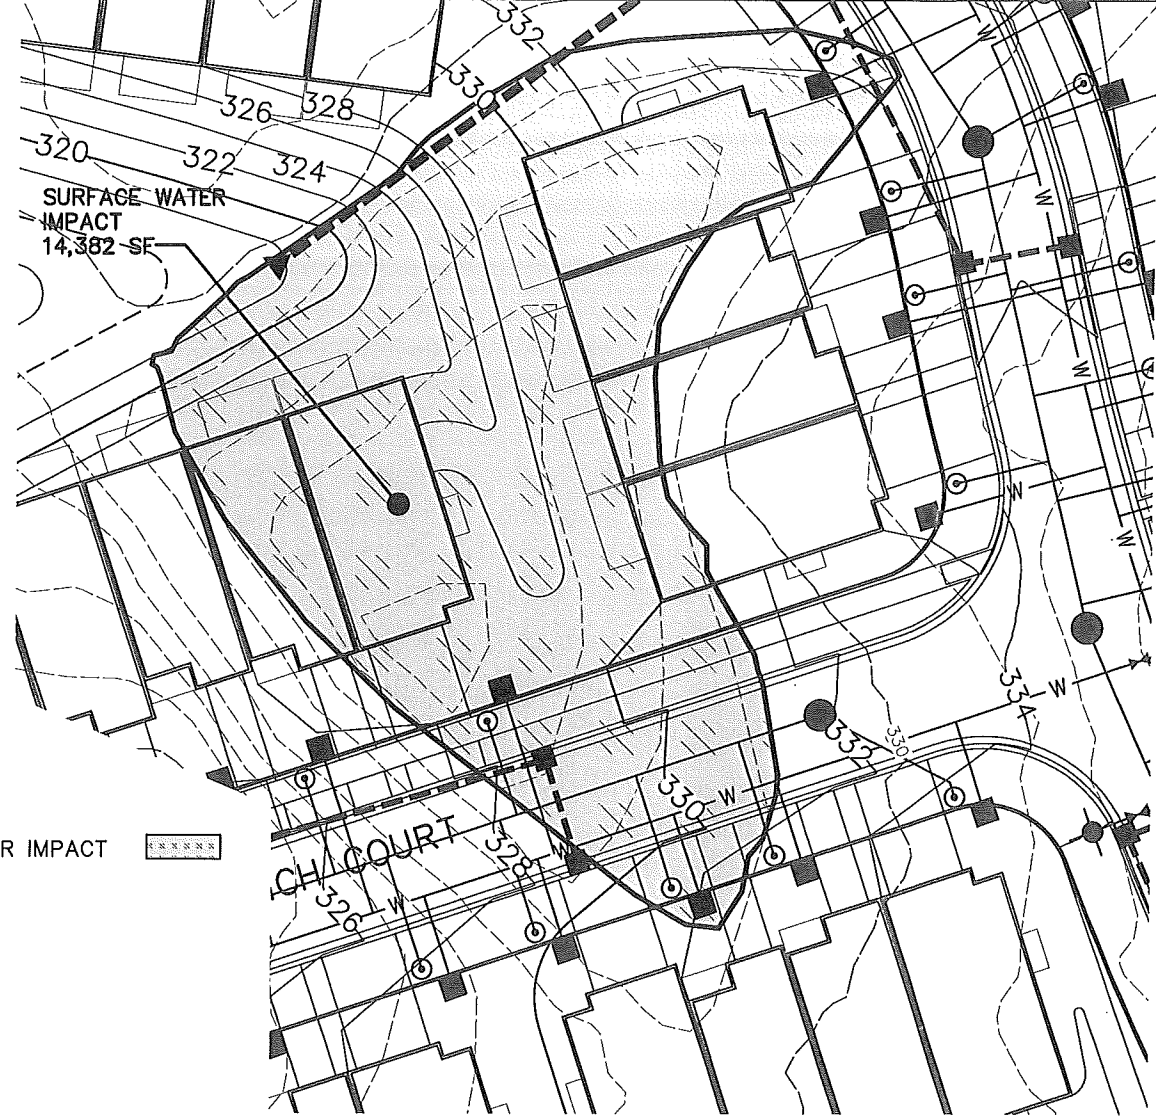 332
330
328
326
324
322
320
SURFACE WATER
IMPACT
14,382 SF
W
W
W
W
334
W
332
330
330
W
R IMPACT
CH COURT
328
W
326
W